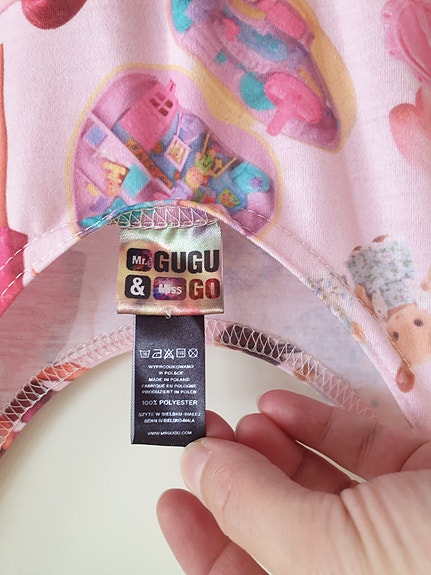 Mr. GUGU
& Miss GO
WYPRODUKOWANO
W POLSCE
MADE IN POLAND
FABRIQUÉ EN POLOGNE
PRODUZIERT IN POLEN
100% POLYESTER
SZYTE W BIELSKU-BIAŁEJ
SEWN IN BIELSKO-BIALA
WWW.MRGUGU.COM